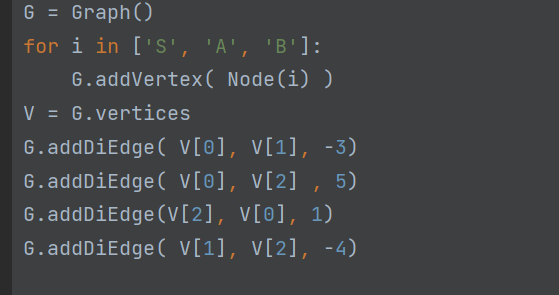 G = Graph()
for i in ['S', 'A', 'B']:
    G.addVertex( Node(i) )
V = G.vertices
G.addDiEdge( V[0], V[1], -3)
G.addDiEdge( V[0], V[2] , 5)
G.addDiEdge(V[2], V[0], 1)
G.addDiEdge( V[1], V[2], -4)